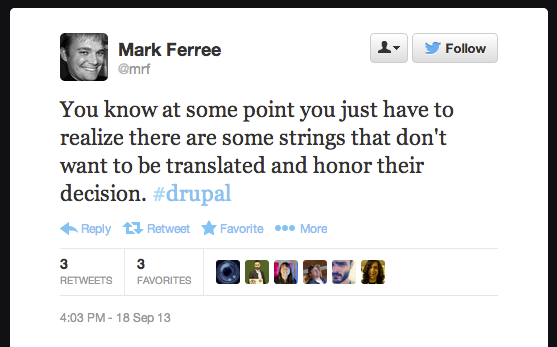 Mark Ferree
@mrf
Follow
You know at some point you just have to
realize there are some strings that don't
want to be translated and honor their
decision. #drupal
Reply Retweet Favorite More
3 3
RETWEETS FAVORITES
4:03 PM - 18 Sep 13